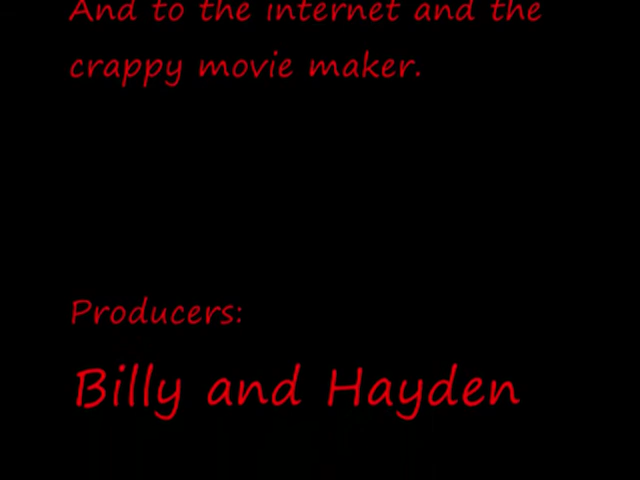 And to the internet and the
crappy movie maker.
Producers:
Billy and Hayden